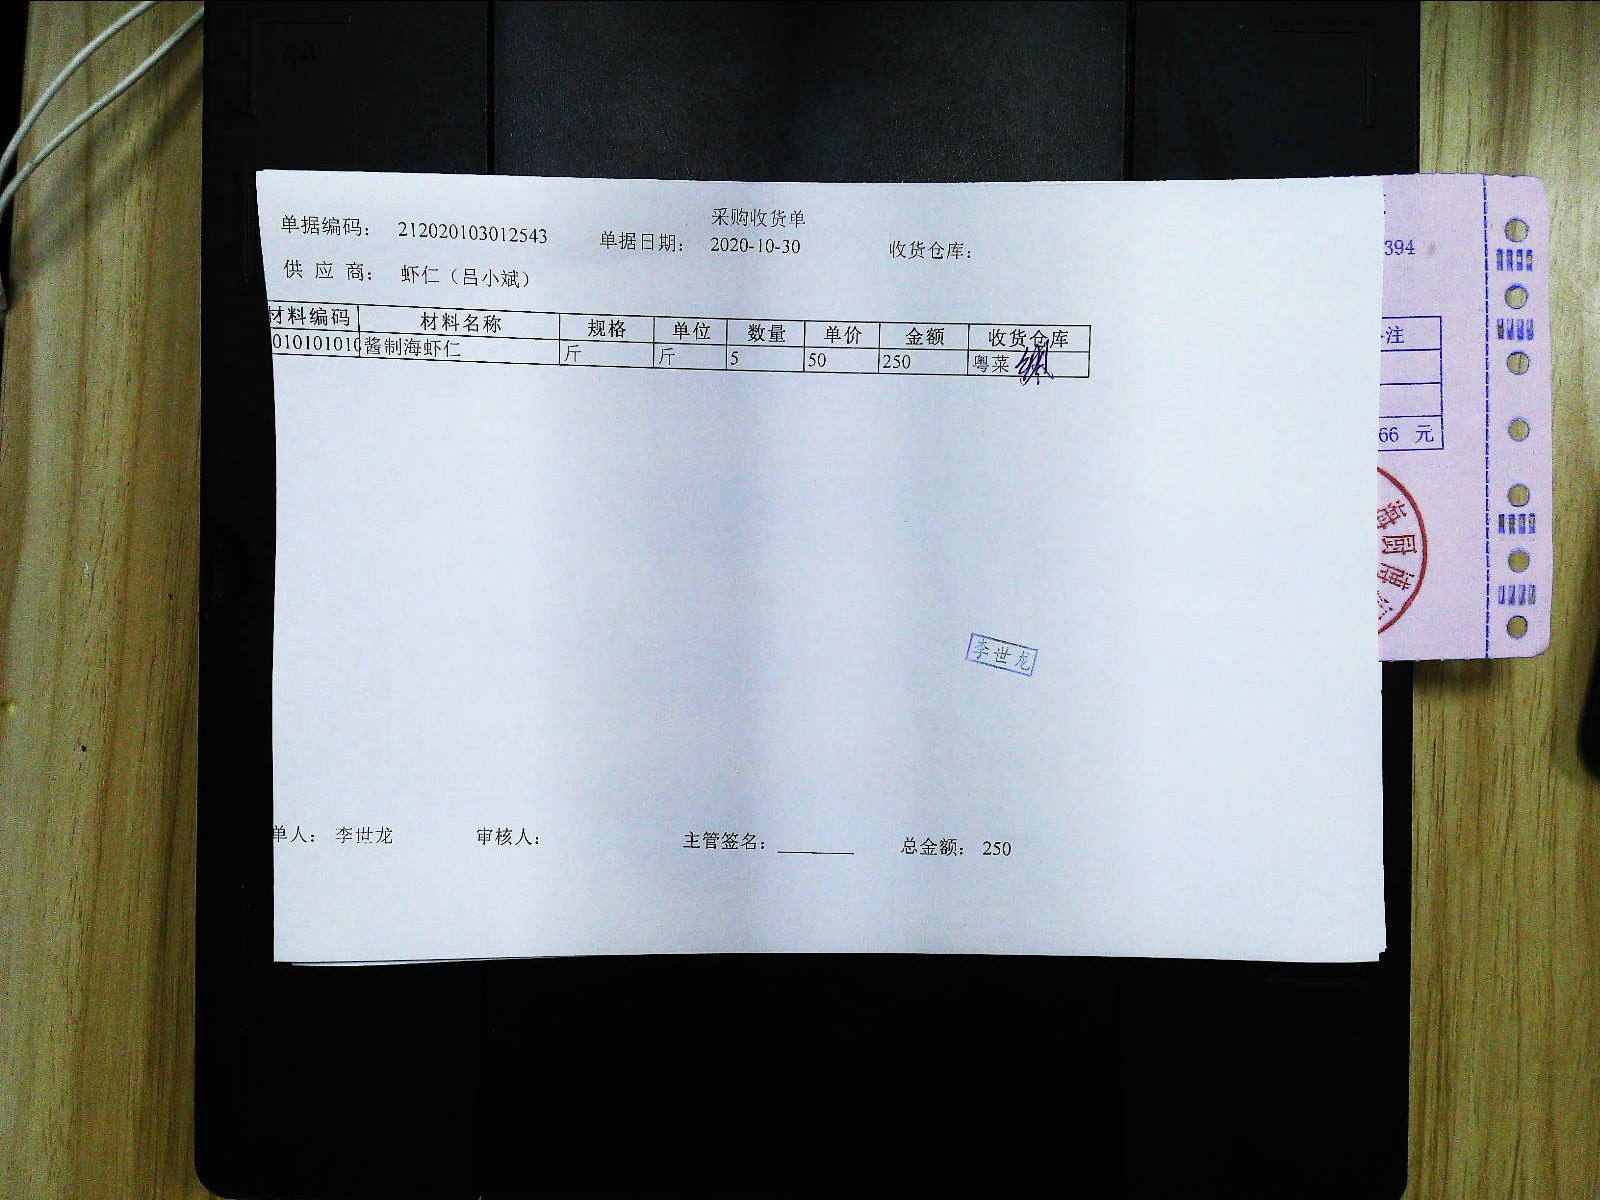 采购收货单
单据编码： 212020103012543 单据日期： 2020-10-30 收货仓库：
供 应 商： 虾仁（吕小斌）
材料编码 材料名称 规格 单位 数量 单价 金额 收货仓库
010101010 酱制海虾仁 斤 斤 5 50 250 粤菜
李世龙
单人： 李世龙 审核人： 主管签名： 总金额： 250
394
注
66 元
海厨牌